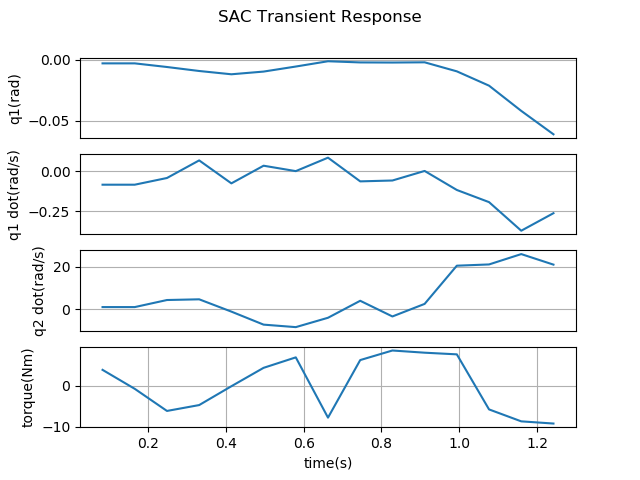 SAC Transient Response
0.00
−0.05
q1(rad)
0.00
−0.25
q1 dot(rad/s)
20
0
q2 dot(rad/s)
0
−10
torque(Nm)
0.2 0.4 0.6 0.8 1.0 1.2
time(s)